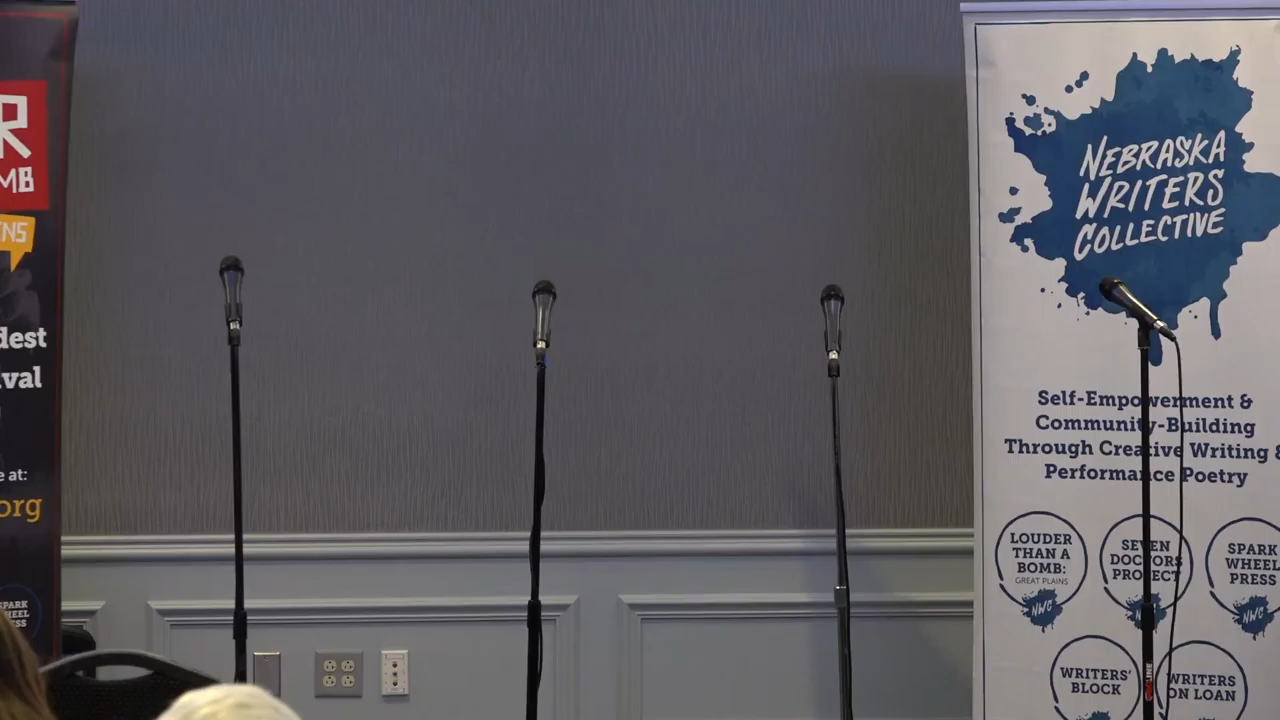 R
MB
NS
dest
val
e at:
org
SPARK
WHEEL
PRESS
NEBRASKA
WRITERS
COLLECTIVE
Self-Empowerment &
Community-Building
Through Creative Writing &
Performance Poetry
LOUDER
THAN A
BOMB:
GREAT PLAINS
NWC
SEVEN
DOCTORS
PROJECT
NWC
SPARK
WHEEL
PRESS
NWC
WRITERS'
BLOCK
WRITERS
ON LOAN